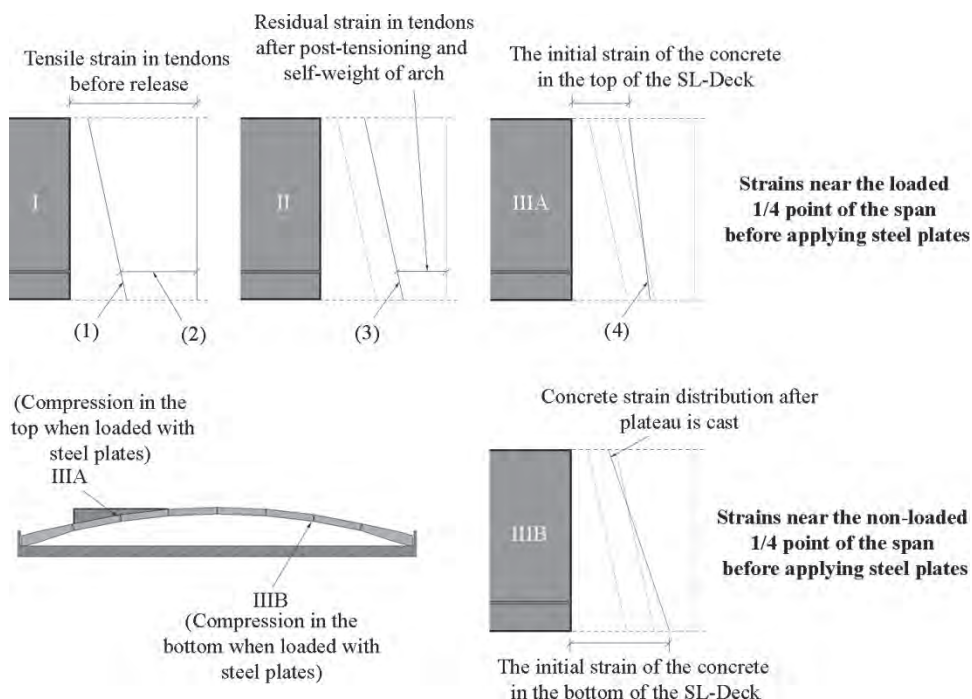 Tensile strain in tendons
before release
Residual strain in tendons
after post-tensioning and
self-weight of arch
The initial strain of the concrete
in the top of the SL-Deck
I
II
IIIA
Strains near the loaded
1/4 point of the span
before applying steel plates
(1)
(2)
(3)
(4)
(Compression in the
top when loaded with
steel plates)
IIIA
IIIB
(Compression in the
bottom when loaded with
steel plates)
Concrete strain distribution after
plateau is cast
IIIB
Strains near the non-loaded
1/4 point of the span
before applying steel plates
The initial strain of the concrete
in the bottom of the SL-Deck